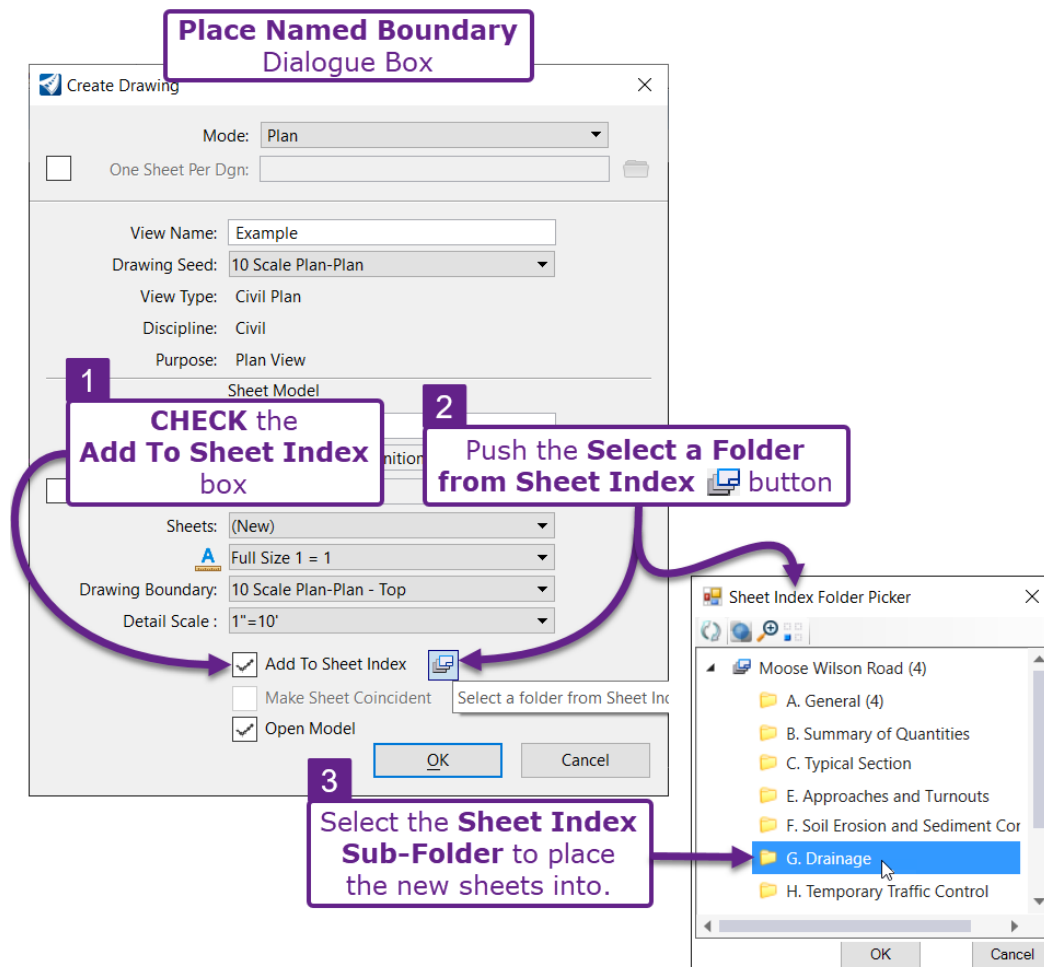 Place Named Boundary
Dialogue Box
Create Drawing
Mode: Plan
One Sheet Per Dgn:
View Name: Example
Drawing Seed: 10 Scale Plan-Plan
View Type: Civil Plan
Discipline: Civil
Purpose: Plan View
Sheet Model
1
CHECK the
Add To Sheet Index
box
2
Push the Select a Folder
from Sheet Index button
Sheets: (New)
A Full Size 1 = 1
Drawing Boundary: 10 Scale Plan-Plan - Top
Detail Scale : 1"=10'
Add To Sheet Index
Make Sheet Coincident
Select a folder from Sheet Inc
Open Model
OK Cancel
3
Select the Sheet Index
Sub-Folder to place
the new sheets into.
Sheet Index Folder Picker
Moose Wilson Road (4)
A. General (4)
B. Summary of Quantities
C. Typical Section
E. Approaches and Turnouts
F. Soil Erosion and Sediment Cor
G. Drainage
H. Temporary Traffic Control
OK Cancel